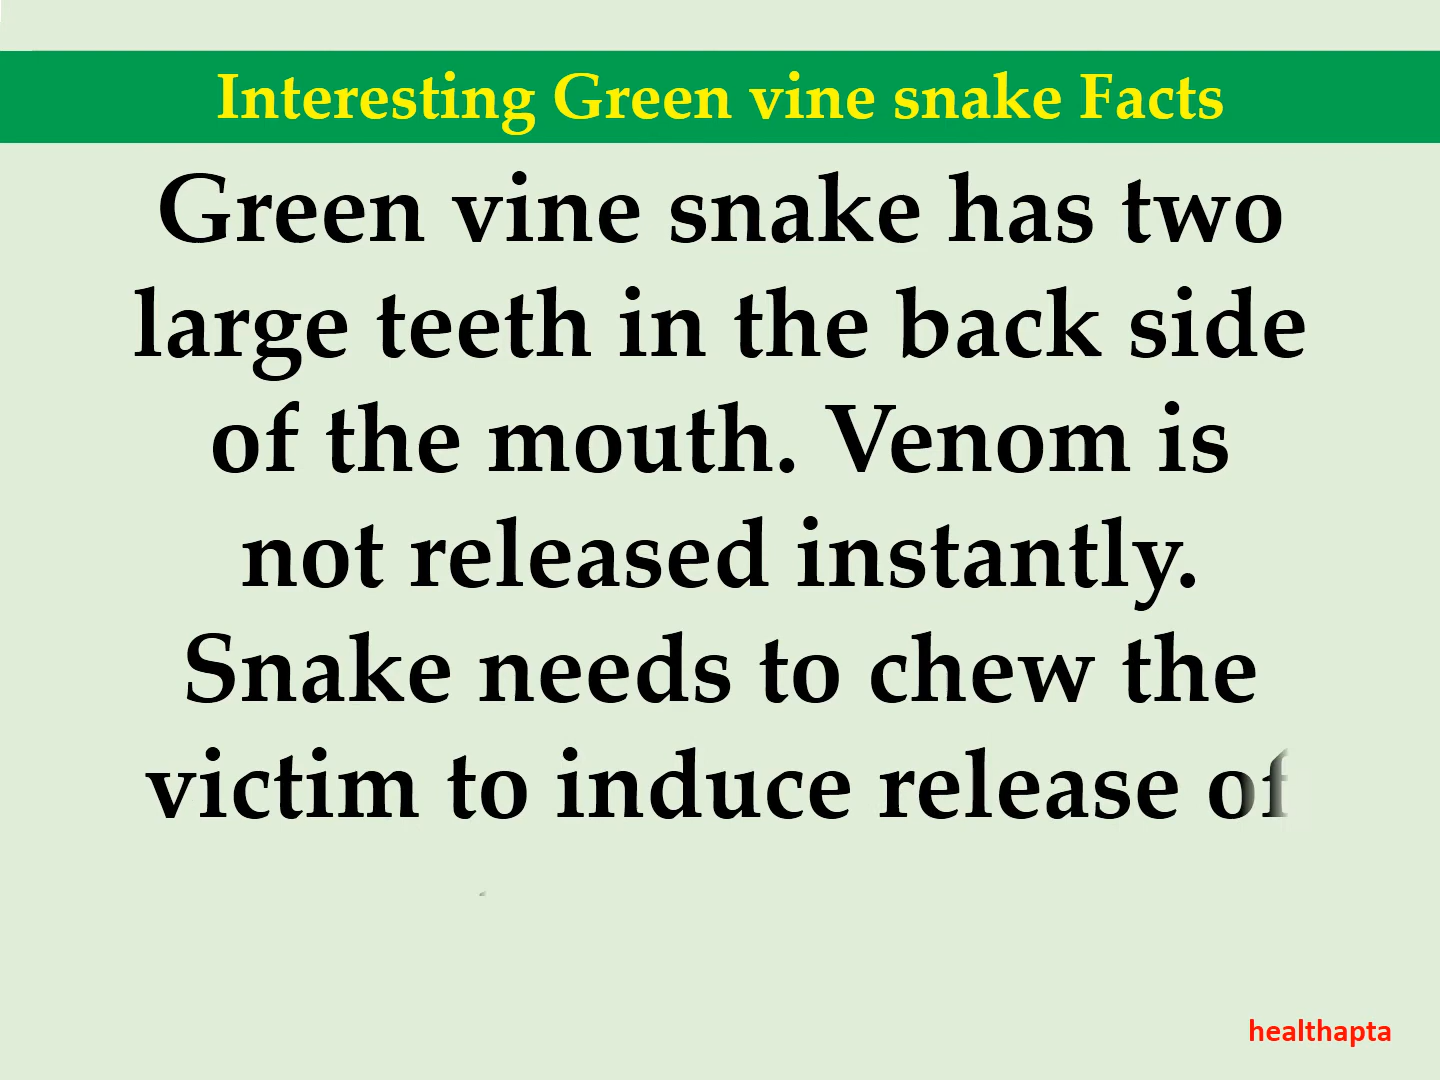 Interesting Green vine snake Facts
Green vine snake has two
large teeth in the back side
of the mouth. Venom is
not released instantly.
Snake needs to chew the
victim to induce release of
healthapta